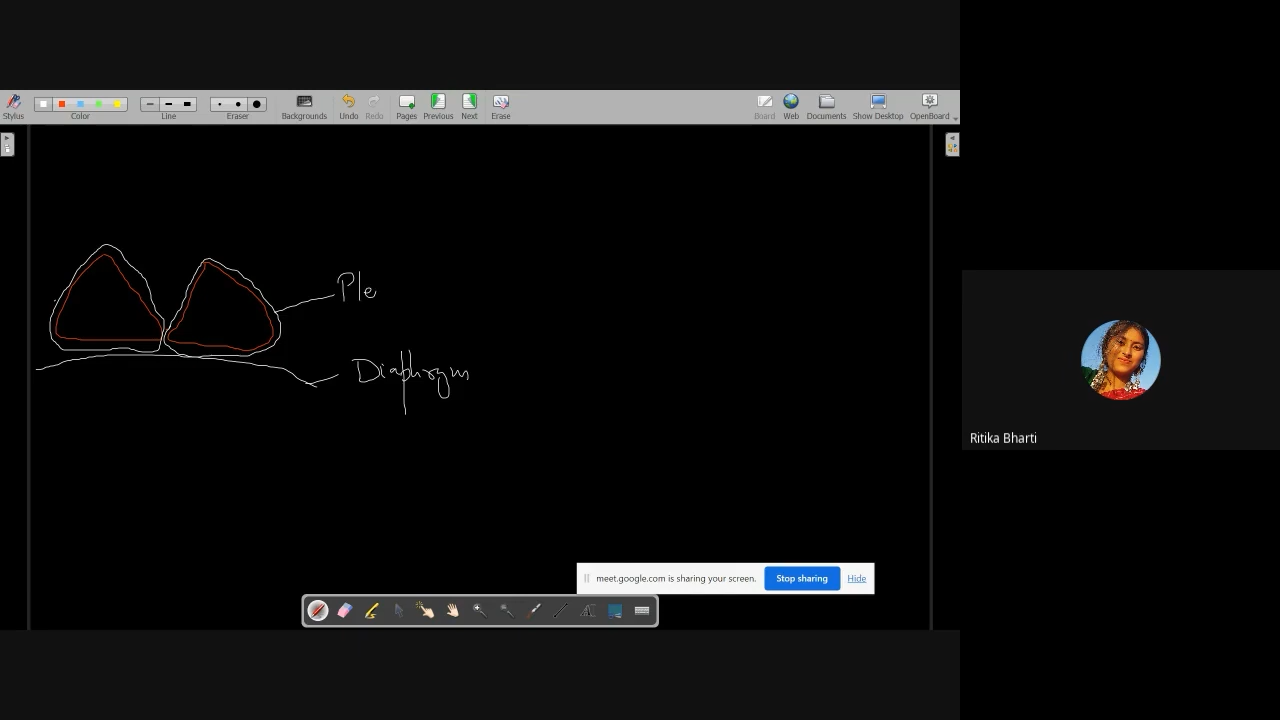 Stylus
Color
Line
Eraser
Backgrounds
Undo
Redo
Pages
Previous
Next
Erase
Board
Web
Documents
Show Desktop
OpenBoard
Ple
Diaphrgm
Ritika Bharti
meet.google.com is sharing your screen.
Stop sharing
Hide